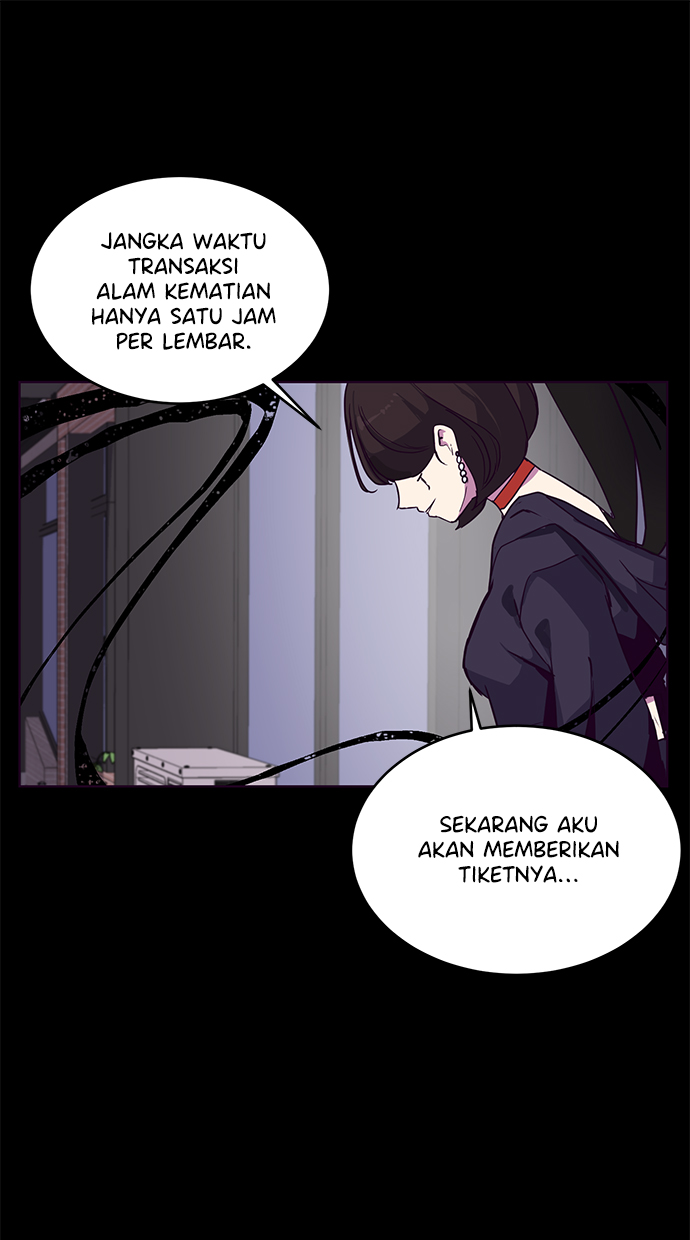 JANGKA WAKTU
TRANSAKSI
ALAM KEMATIAN
HANYA SATU JAM
PER LEMBAR.
SEKARANG AKU
AKAN MEMBERIKAN
TIKETNYA...